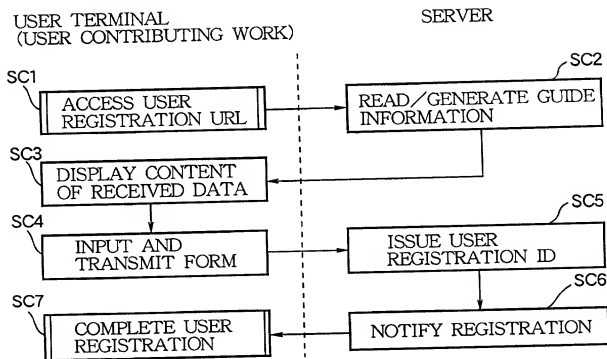 USER TERMINAL
(USER CONTRIBUTING WORK)
SERVER
SC1
ACCESS USER
REGISTRATION URL
SC2
READ/GENERATE GUIDE
INFORMATION
SC3
DISPLAY CONTENT
OF RECEIVED DATA
SC4
INPUT AND
TRANSMIT FORM
SC5
ISSUE USER
REGISTRATION ID
SC6
NOTIFY REGISTRATION
SC7
COMPLETE USER
REGISTRATION